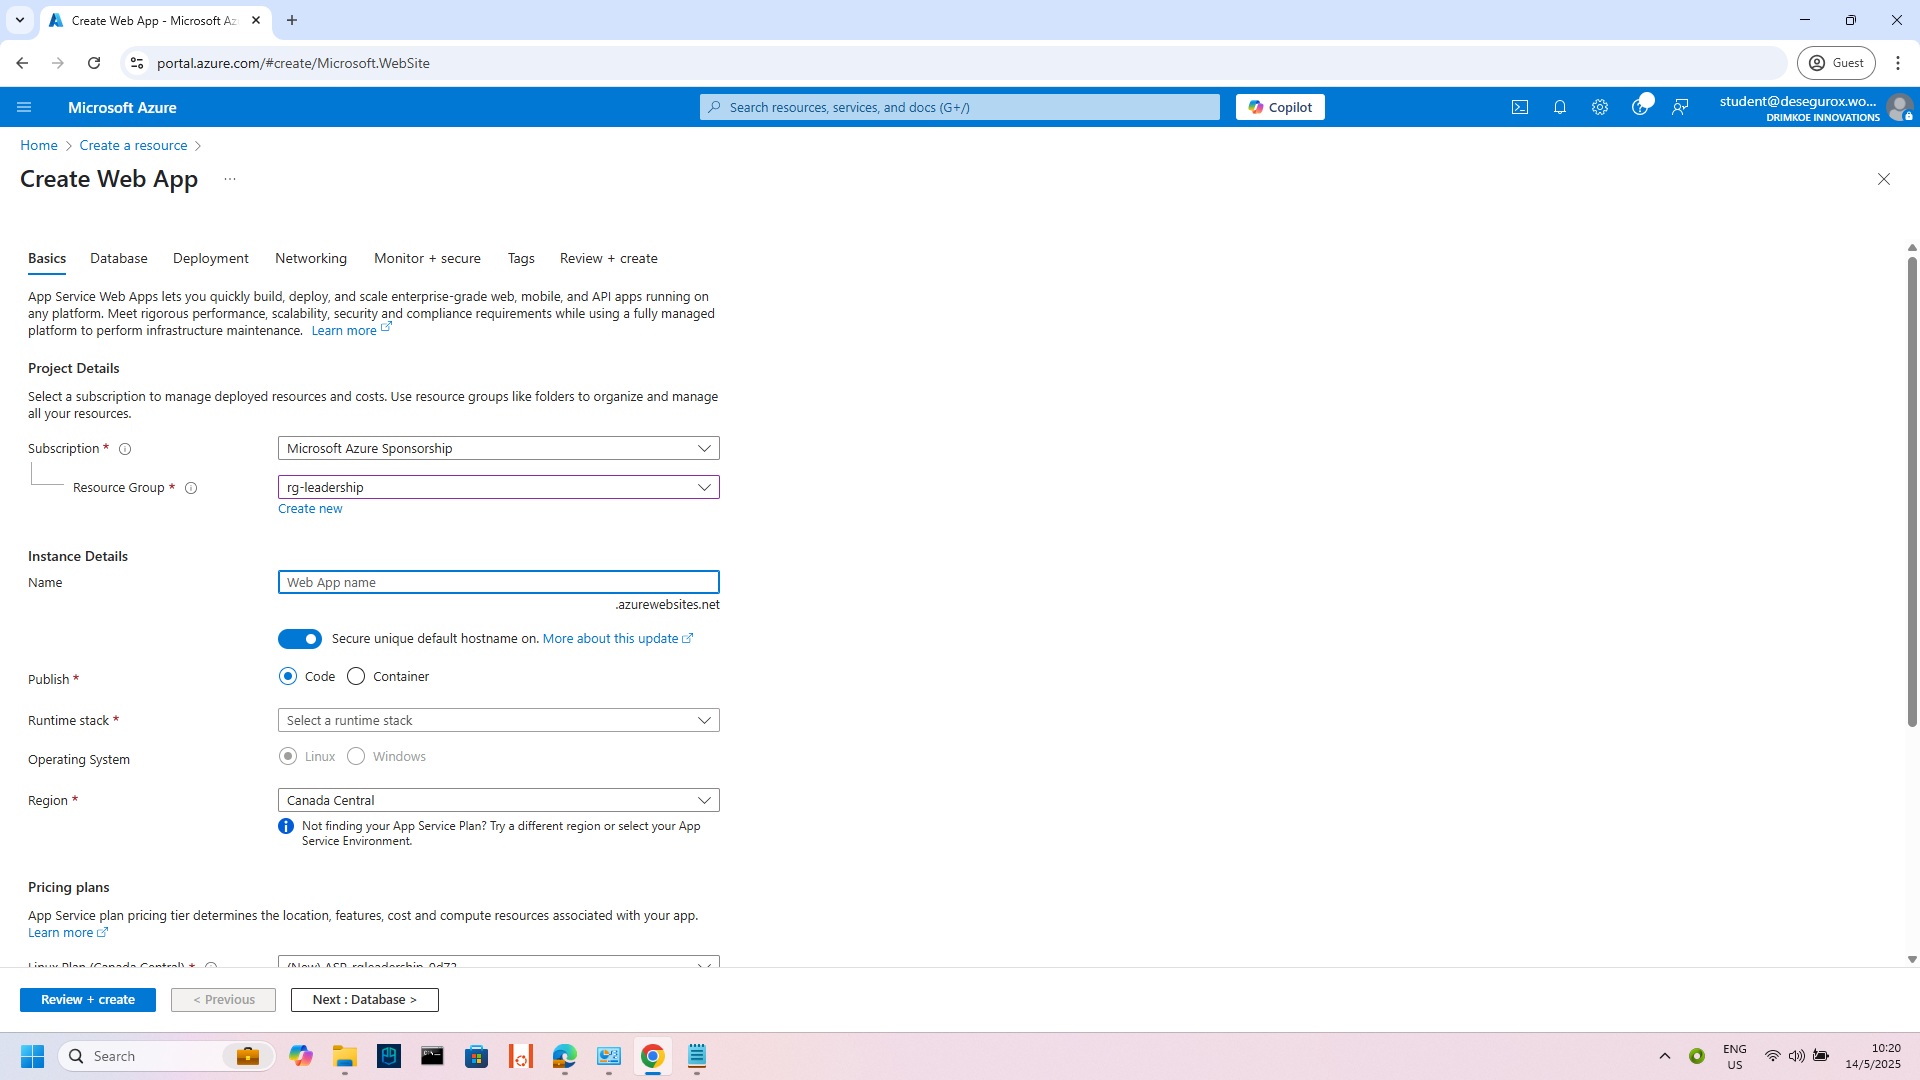 Create Web App - Microsoft Az
portal.azure.com/#create/Microsoft.WebSite
Guest
Microsoft Azure
Search resources, services, and docs (G+/)
Copilot
student@desegurox.wo...
DRIMKOE INNOVATIONS
Home
Create a resource
Create Web App
...
Basics
Database
Deployment
Networking
Monitor + secure
Tags
Review + create
App Service Web Apps lets you quickly build, deploy, and scale enterprise-grade web, mobile, and API apps running on
any platform. Meet rigorous performance, scalability, security and compliance requirements while using a fully managed
platform to perform infrastructure maintenance. Learn more
Project Details
Select a subscription to manage deployed resources and costs. Use resource groups like folders to organize and manage
all your resources.
Subscription *
Microsoft Azure Sponsorship
Resource Group *
rg-leadership
Create new
Instance Details
Name
Web App name
.azurewebsites.net
Secure unique default hostname on. More about this update
Publish *
Code
Container
Runtime stack *
Select a runtime stack
Operating System
Linux
Windows
Region *
Canada Central
Not finding your App Service Plan? Try a different region or select your App
Service Environment.
Pricing plans
App Service plan pricing tier determines the location, features, cost and compute resources associated with your app.
Learn more
Linux Plan (Canada Central) *
(New) ASP-rgleadership-9d72
Review + create
< Previous
Next : Database >
Search
ENG
US
10:20
14/5/2025